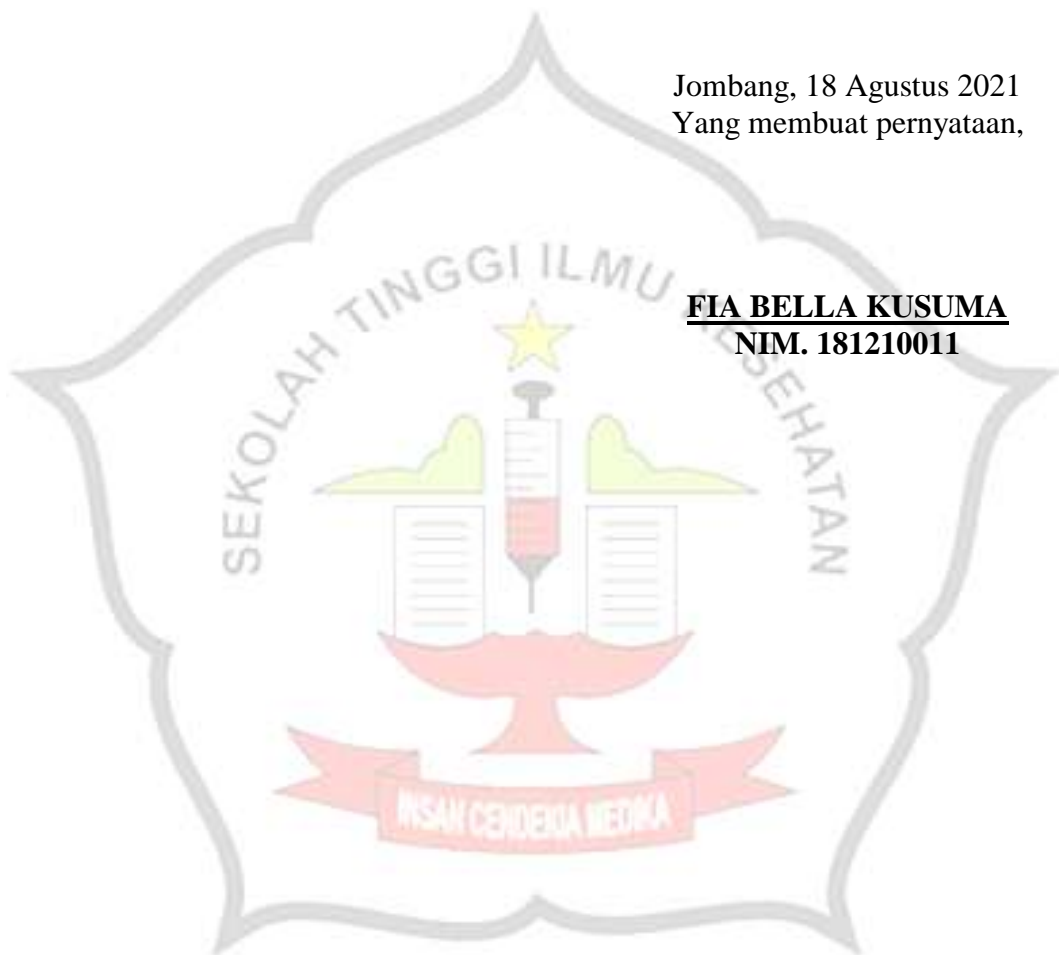 Jombang, 18 Agustus 2021
Yang membuat pernyataan,
FIA BELLA KUSUMA
NIM. 181210011
SEKOLAH TINGGI ILMU KESEHATAN
INSAN CENDEKIA MEDIKA